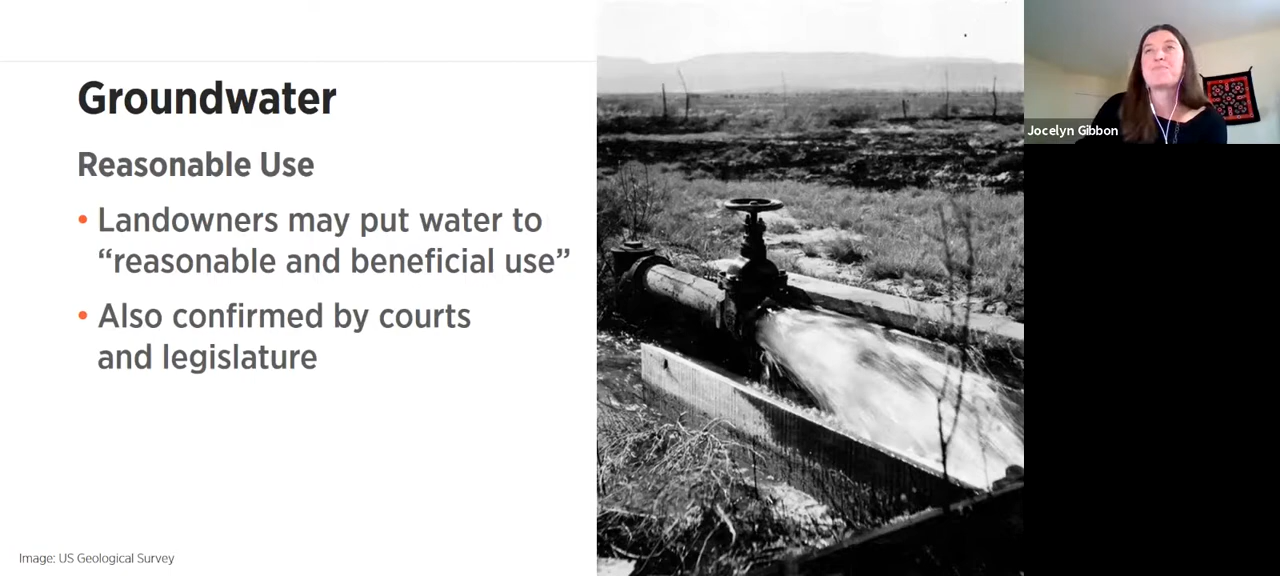 Groundwater
Reasonable Use
• Landowners may put water to
“reasonable and beneficial use”
• Also confirmed by courts
and legislature
Image: US Geological Survey
Jocelyn Gibbon